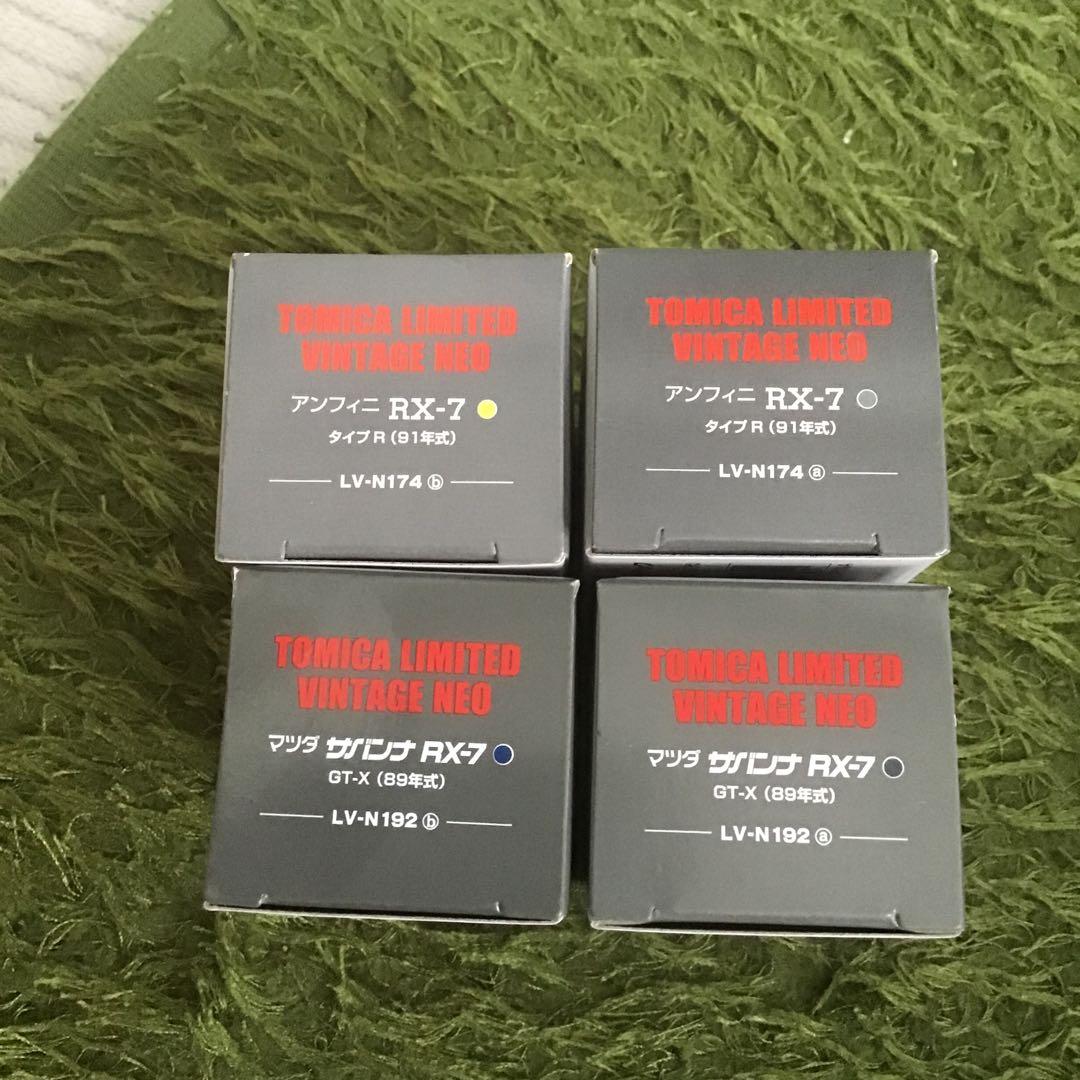 TOMICA LIMITED
VINTAGE NEO
アンフィニ RX-7
タイプR(91年式)
LV-N174 ⓑ
TOMICA LIMITED
VINTAGE NEO
アンフィニ RX-7
タイプR(91年式)
LV-N174 ⓐ
TOMICA LIMITED
VINTAGE NEO
マツダ サバンナ RX-7
GT-X(89年式)
LV-N192 ⓑ
TOMICA LIMITED
VINTAGE NEO
マツダ サバンナ RX-7
GT-X(89年式)
LV-N192 ⓐ